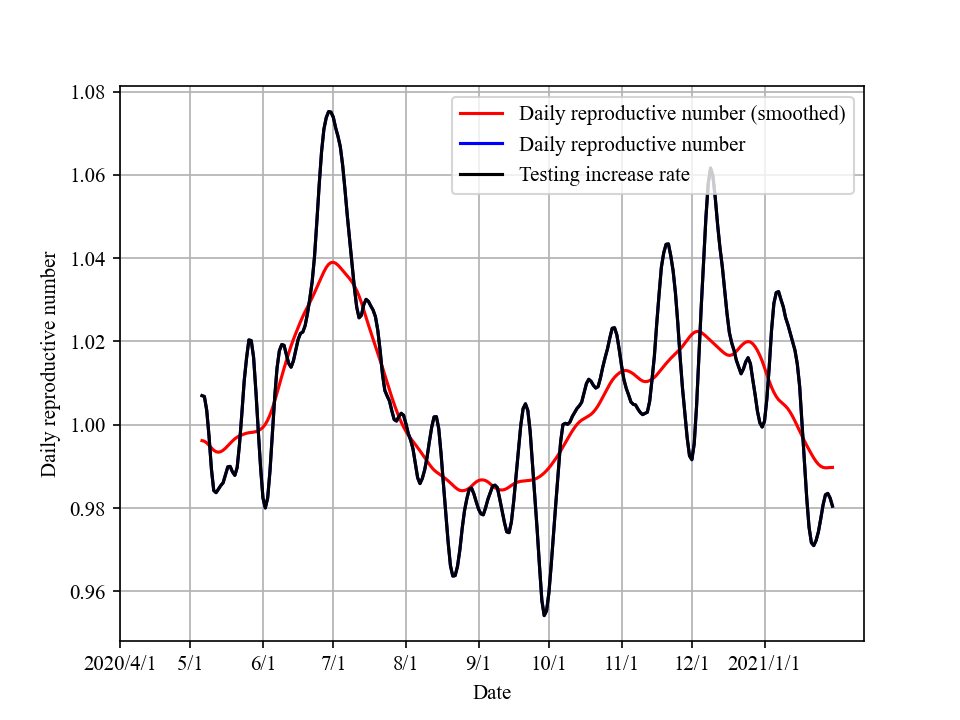 Daily reproductive number (smoothed)
Daily reproductive number
Testing increase rate
1.08
1.06
1.04
1.02
1.00
0.98
0.96
Daily reproductive number
2020/4/1 5/1 6/1 7/1 8/1 9/1 10/1 11/1 12/1 2021/1/1
Date